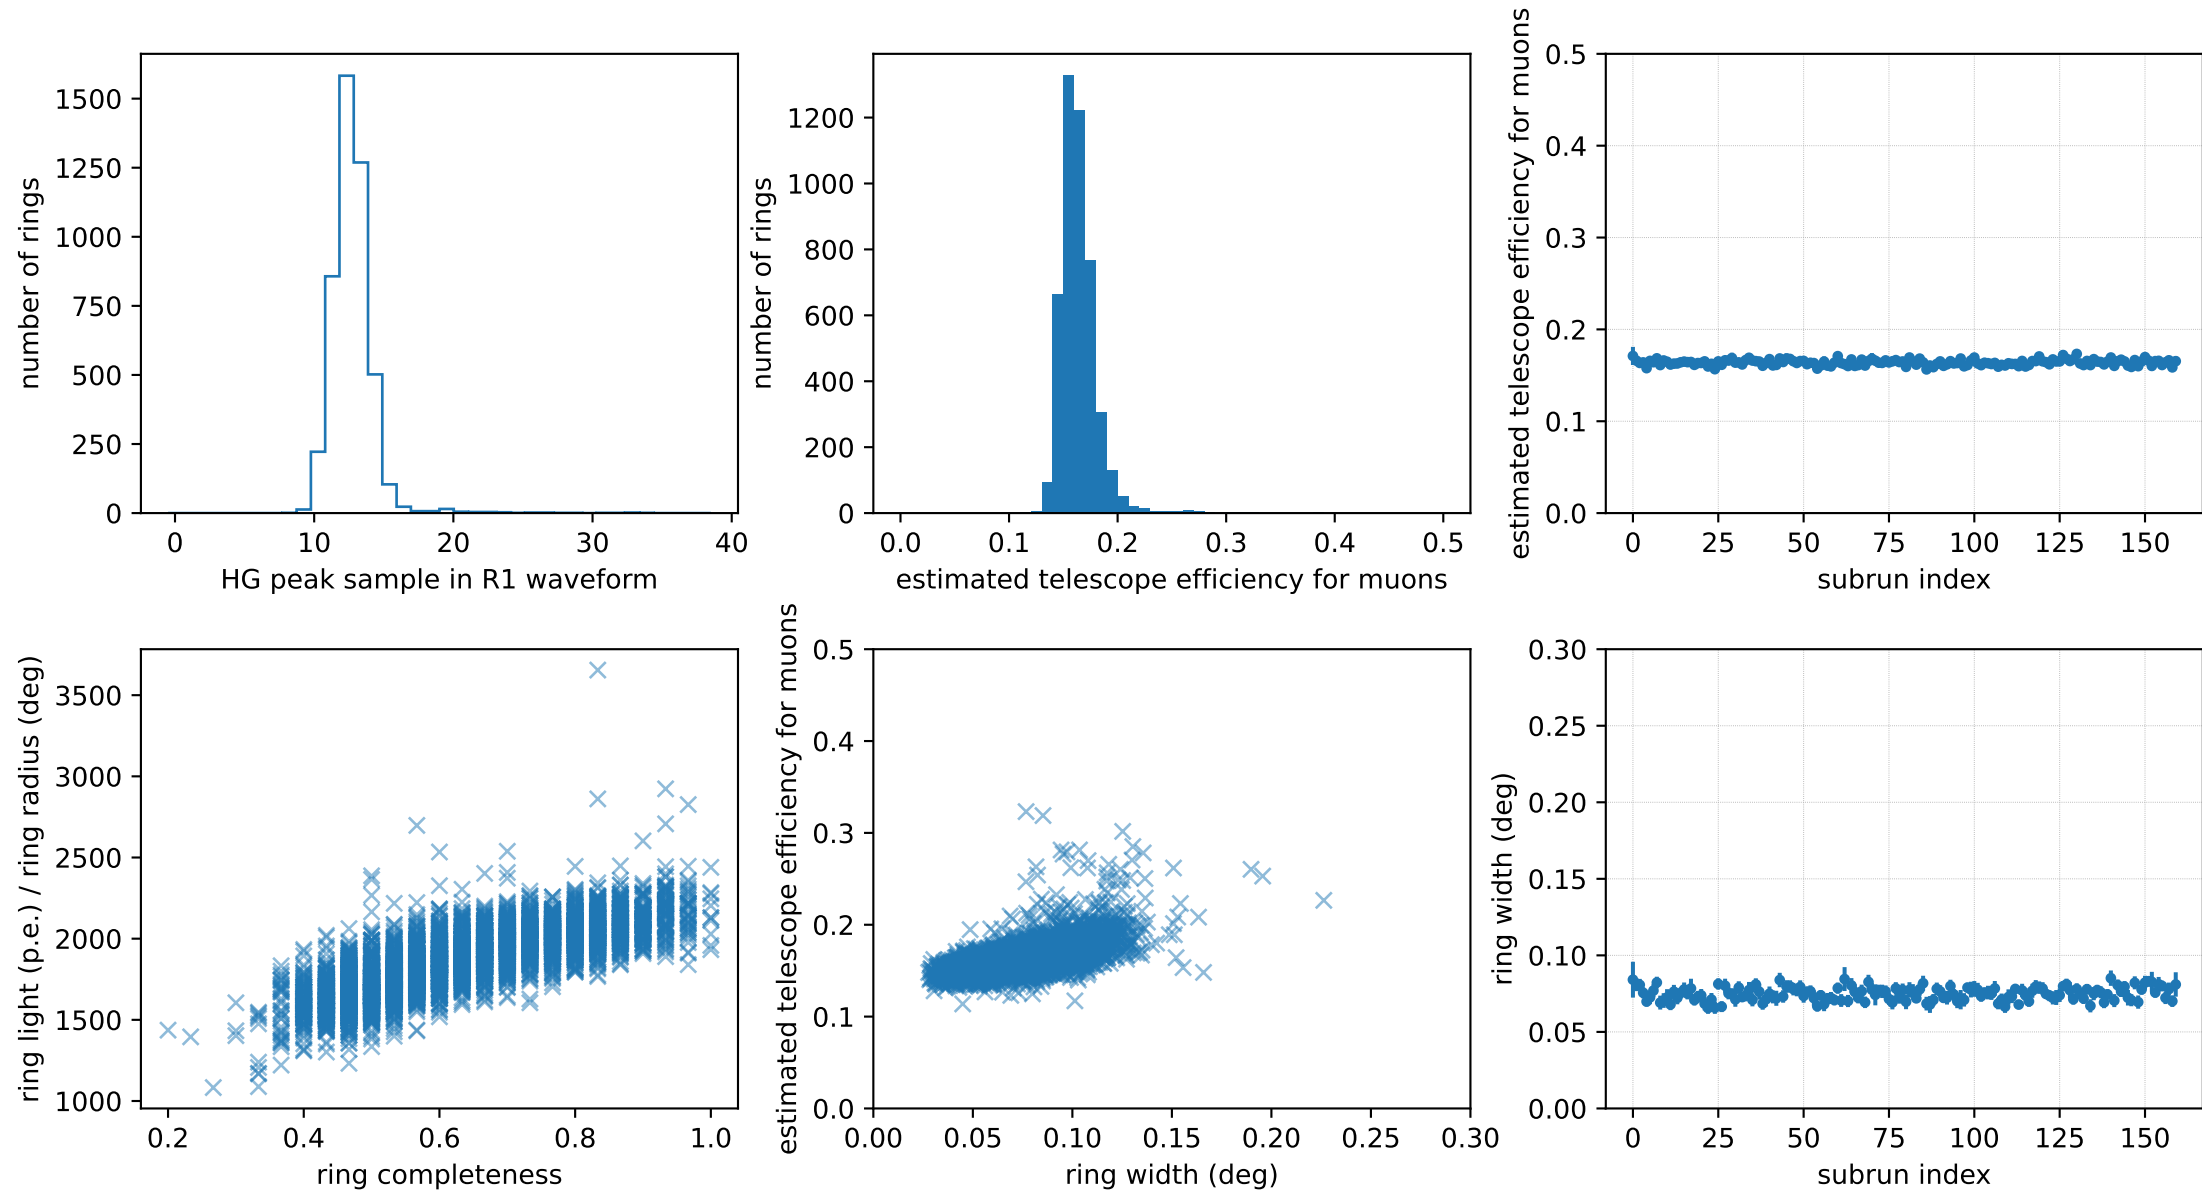 number of rings
1500
1250
1000
750
500
250
0
0 10 20 30 40
HG peak sample in R1 waveform
number of rings
1200
1000
800
600
400
200
0
0.0 0.1 0.2 0.3 0.4 0.5
estimated telescope efficiency for muons
estimated telescope efficiency for muons
0.5
0.4
0.3
0.2
0.1
0.0
0 25 50 75 100 125 150
subrun index
ring light (p.e.) / ring radius (deg)
3500
3000
2500
2000
1500
1000
0.2 0.4 0.6 0.8 1.0
ring completeness
estimated telescope efficiency for muons
0.5
0.4
0.3
0.2
0.1
0.0
0.00 0.05 0.10 0.15 0.20 0.25 0.30
ring width (deg)
ring width (deg)
0.30
0.25
0.20
0.15
0.10
0.05
0.00
0 25 50 75 100 125 150
subrun index